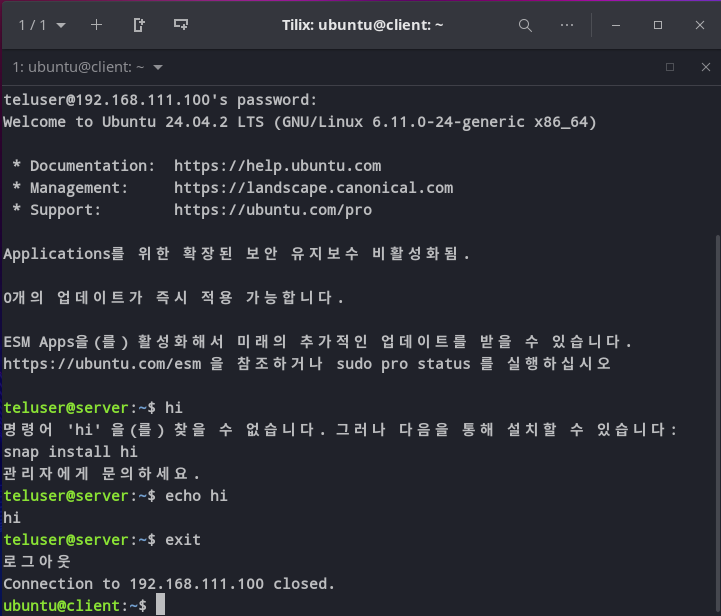 1 / 1
Tilix: ubuntu@client: ~
1: ubuntu@client: ~
teluser@192.168.111.100's password:
Welcome to Ubuntu 24.04.2 LTS (GNU/Linux 6.11.0-24-generic x86_64)
* Documentation:  https://help.ubuntu.com
* Management:     https://landscape.canonical.com
* Support:        https://ubuntu.com/pro
Applications를 위한 확장된 보안 유지보수 비활성화됨.
0개의 업데이트가 즉시 적용 가능합니다.
ESM Apps을(를) 활성화해서 미래의 추가적인 업데이트를 받을 수 있습니다.
https://ubuntu.com/esm 을 참조하거나 sudo pro status 를 실행하십시오
teluser@server:~$ hi
명령어 'hi' 을(를) 찾을 수 없습니다. 그러나 다음을 통해 설치할 수 있습니다:
snap install hi
관리자에게 문의하세요.
teluser@server:~$ echo hi
hi
teluser@server:~$ exit
로그아웃
Connection to 192.168.111.100 closed.
ubuntu@client:~$